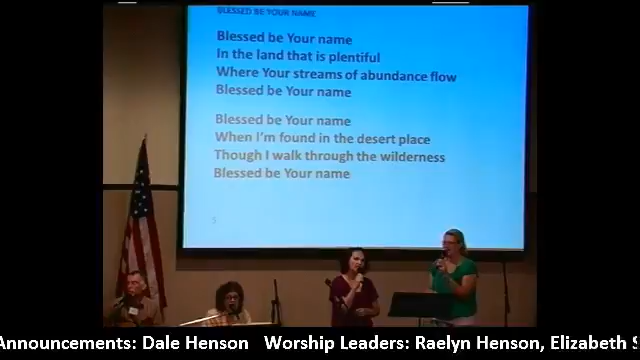 BLESSED BE YOUR NAME
Blessed be Your name
In the land that is plentiful
Where Your streams of abundance flow
Blessed be Your name
Blessed be Your name
When I'm found in the desert place
Though I walk through the wilderness
Blessed be Your name
Announcements: Dale Henson Worship Leaders: Raelyn Henson, Elizabeth S